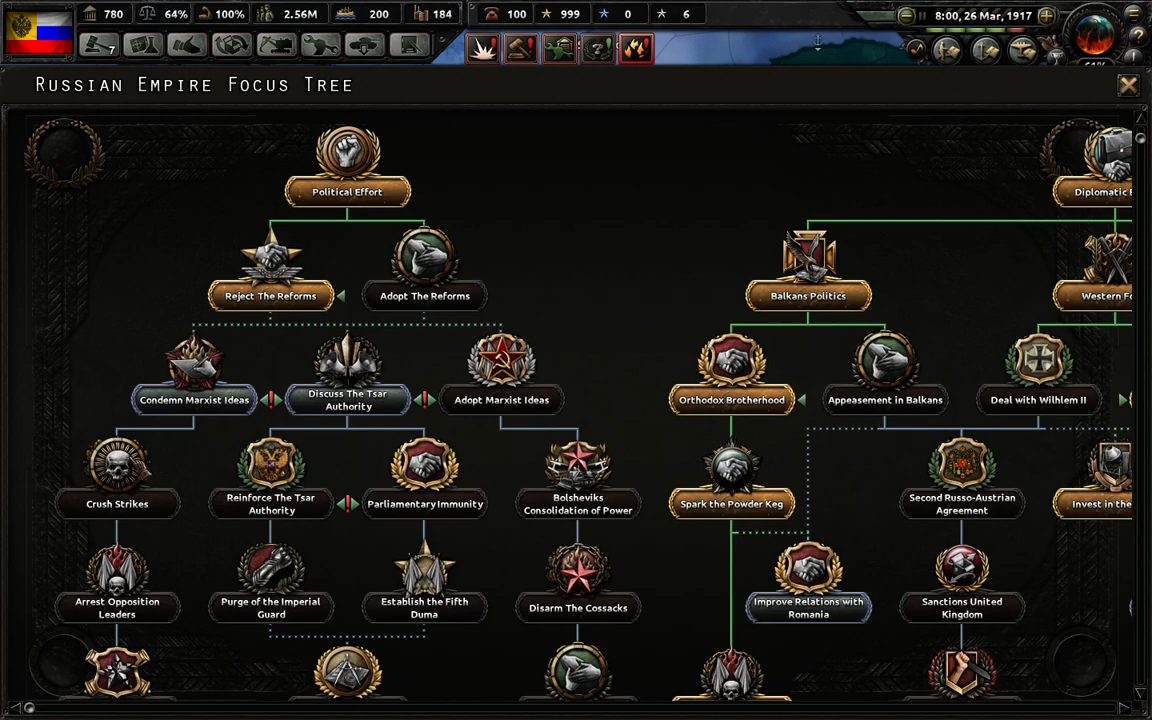 780
64%
100%
2.56M
200
184
100
999
0
6
8:00, 26 Mar, 1917
7
61%
Russian Empire Focus Tree
Political Effort
Diplomatic
Reject The Reforms
Adopt The Reforms
Balkans Politics
Western Fo
Condemn Marxist Ideas
Discuss The Tsar
Authority
Adopt Marxist Ideas
Orthodox Brotherhood
Appeasement in Balkans
Deal with Wilhlem II
Crush Strikes
Reinforce The Tsar
Authority
Parliamentary Immunity
Bolsheviks
Consolidation of Power
Spark the Powder Keg
Second Russo-Austrian
Agreement
Invest in the
Arrest Opposition
Leaders
Purge of the Imperial
Guard
Establish the Fifth
Duma
Disarm The Cossacks
Improve Relations with
Romania
Sanctions United
Kingdom